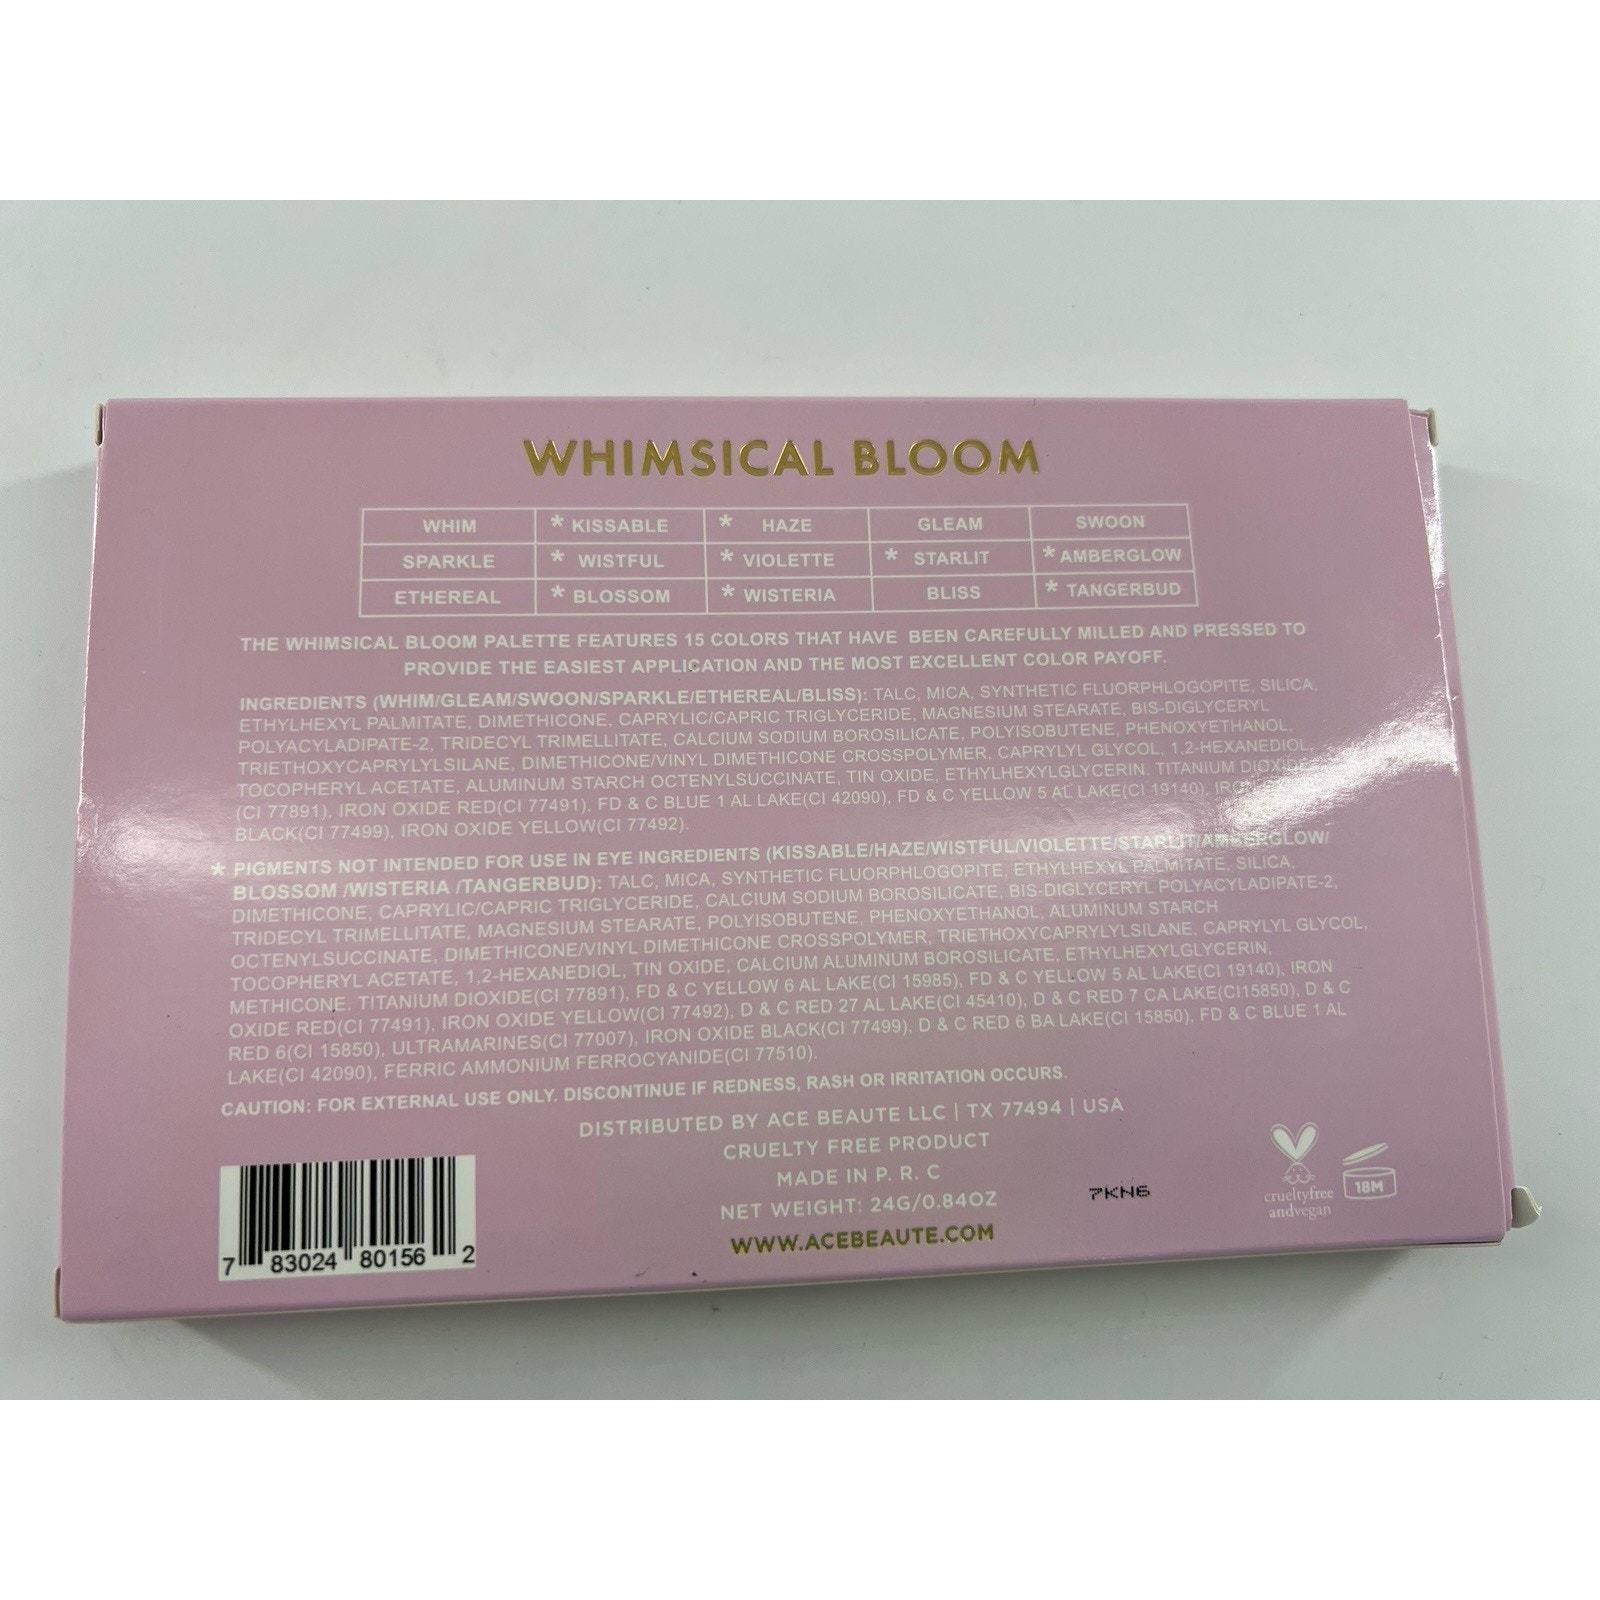 WHIMSICAL BLOOM
WHIM * KISSABLE * HAZE GLEAM SWOON
SPARKLE * WISTFUL * VIOLETTE * STARLIT * AMBERGLOW
ETHEREAL * BLOSSOM * WISTERIA BLISS * TANGERBUD
THE WHIMSICAL BLOOM PALETTE FEATURES 15 COLORS THAT HAVE BEEN CAREFULLY MILLED AND PRESSED TO
PROVIDE THE EASIEST APPLICATION AND THE MOST EXCELLENT COLOR PAYOFF.
INGREDIENTS (WHIM/GLEAM/SWOON/SPARKLE/ETHEREAL/BLISS): TALC, MICA, SYNTHETIC FLUORPHLOGOPITE, SILICA,
ETHYLHEXYL PALMITATE, DIMETHICONE, CAPRYLIC/CAPRIC TRIGLYCERIDE, MAGNESIUM STEARATE, BIS-DIGLYCERYL
POLYACYLADIPATE-2, TRIDECYL TRIMELLITATE, CALCIUM SODIUM BOROSILICATE, POLYISOBUTENE, PHENOXYETHANOL,
TRIETHOXYCAPRYLYLSILANE, DIMETHICONE/VINYL DIMETHICONE CROSSPOLYMER, CAPRYLYL GLYCOL, 1,2-HEXANEDIOL,
TOCOPHERYL ACETATE, ALUMINUM STARCH OCTENYLSUCCINATE, TIN OXIDE, ETHYLHEXYLGLYCERIN. TITANIUM DIOXIDE
(CI 77891), IRON OXIDE RED(CI 77491), FD & C BLUE 1 AL LAKE(CI 42090), FD & C YELLOW 5 AL LAKE(CI 19140), IRON OXIDE
BLACK(CI 77499), IRON OXIDE YELLOW(CI 77492).
* PIGMENTS NOT INTENDED FOR USE IN EYE INGREDIENTS (KISSABLE/HAZE/WISTFUL/VIOLETTE/STARLIT/AMBERGLOW/
BLOSSOM /WISTERIA /TANGERBUD): TALC, MICA, SYNTHETIC FLUORPHLOGOPITE, ETHYLHEXYL PALMITATE, SILICA,
DIMETHICONE, CAPRYLIC/CAPRIC TRIGLYCERIDE, CALCIUM SODIUM BOROSILICATE, BIS-DIGLYCERYL POLYACYLADIPATE-2,
TRIDECYL TRIMELLITATE, MAGNESIUM STEARATE, POLYISOBUTENE, PHENOXYETHANOL, ALUMINUM STARCH
OCTENYLSUCCINATE, DIMETHICONE/VINYL DIMETHICONE CROSSPOLYMER, TRIETHOXYCAPRYLYLSILANE, CAPRYLYL GLYCOL,
TOCOPHERYL ACETATE, 1,2-HEXANEDIOL, TIN OXIDE, CALCIUM ALUMINUM BOROSILICATE, ETHYLHEXYLGLYCERIN,
METHICONE. TITANIUM DIOXIDE(CI 77891), FD & C YELLOW 6 AL LAKE(CI 15985), FD & C YELLOW 5 AL LAKE(CI 19140), IRON
OXIDE RED(CI 77491), IRON OXIDE YELLOW(CI 77492), D & C RED 27 AL LAKE(CI 45410), D & C RED 7 CA LAKE(CI15850), D & C
RED 6(CI 15850), ULTRAMARINES(CI 77007), IRON OXIDE BLACK(CI 77499), D & C RED 6 BA LAKE(CI 15850), FD & C BLUE 1 AL
LAKE(CI 42090), FERRIC AMMONIUM FERROCYANIDE(CI 77510).
CAUTION: FOR EXTERNAL USE ONLY. DISCONTINUE IF REDNESS, RASH OR IRRITATION OCCURS.
DISTRIBUTED BY ACE BEAUTE LLC | TX 77494 | USA
CRUELTY FREE PRODUCT
MADE IN P. R. C
NET WEIGHT: 24G/0.84OZ
WWW.ACEBEAUTE.COM
7 83024 80156 2
7KN6
crueltyfree
andvegan
18M